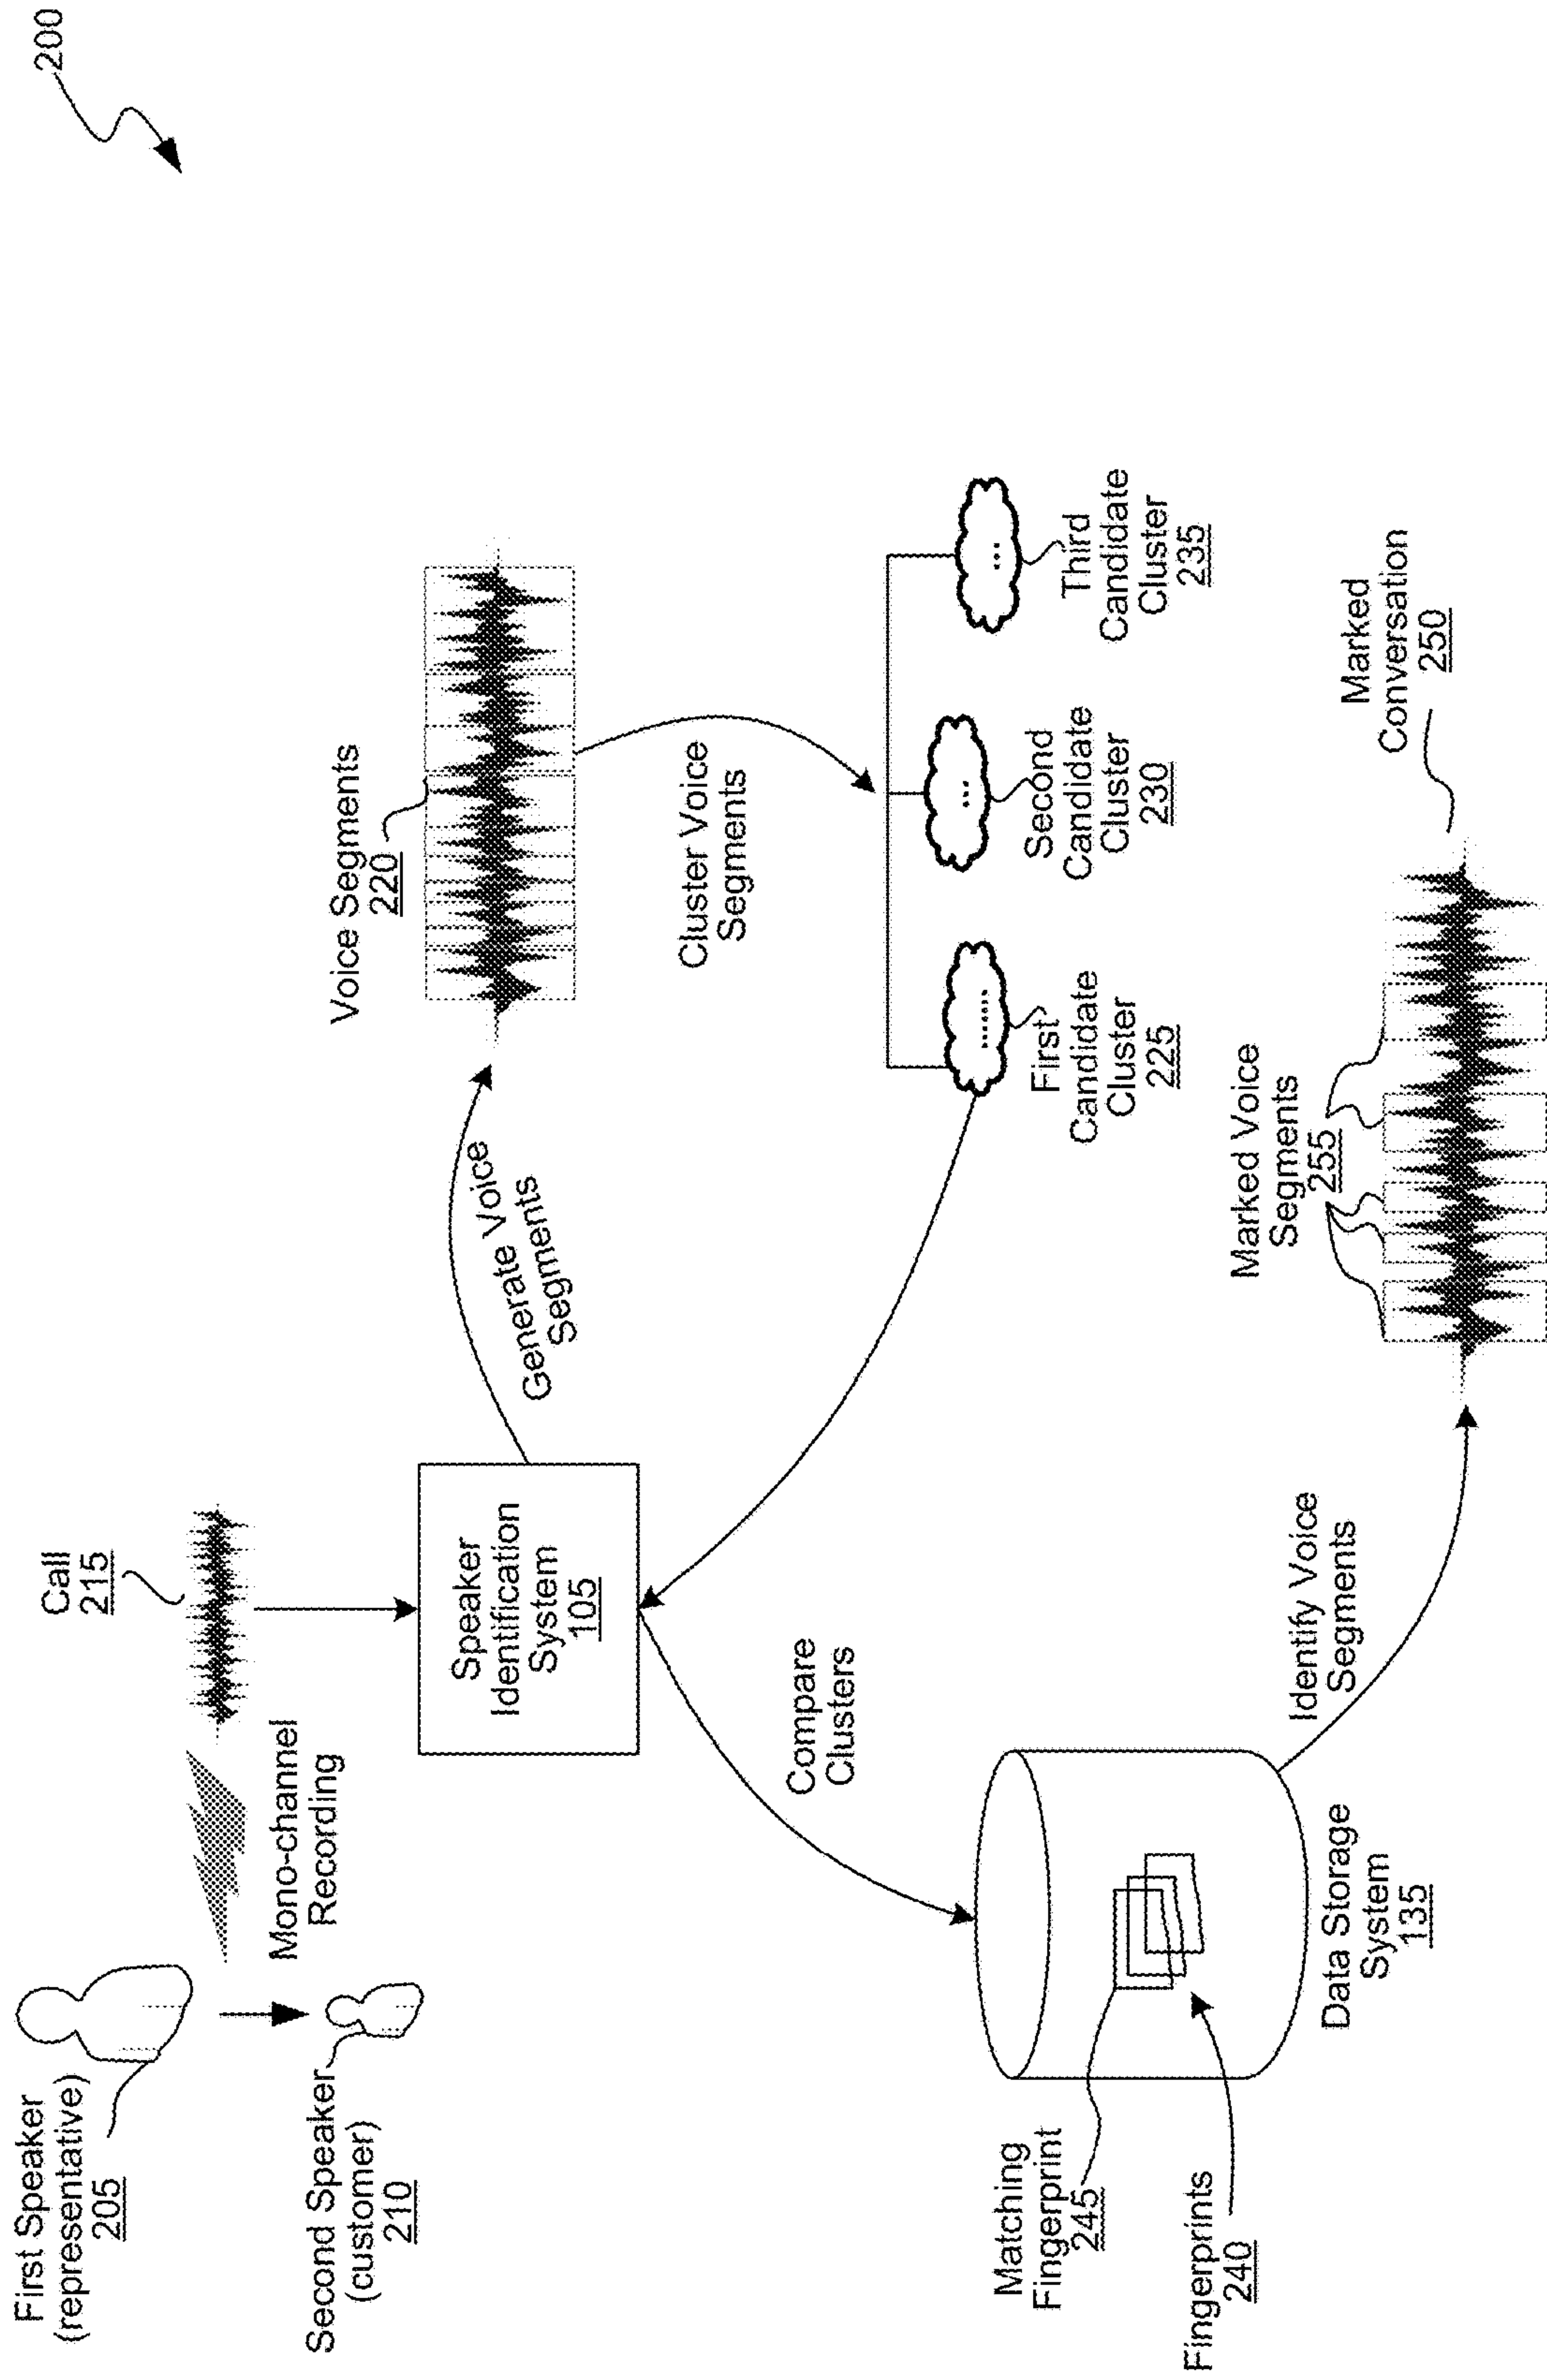 200
First Speaker
(representative)
205
Second Speaker
(customer)
210
Mono-channel
Recording
Call
215
Speaker
Identification
System
105
Generate Voice
Segments
Voice Segments
220
Cluster Voice
Segments
First
Candidate
Cluster
225
Second
Candidate
Cluster
230
Third
Candidate
Cluster
235
Compare
Clusters
Matching
Fingerprint
245
Fingerprints
240
Data Storage
System
135
Identify Voice
Segments
Marked Voice
Segments
255
Marked
Conversation
250